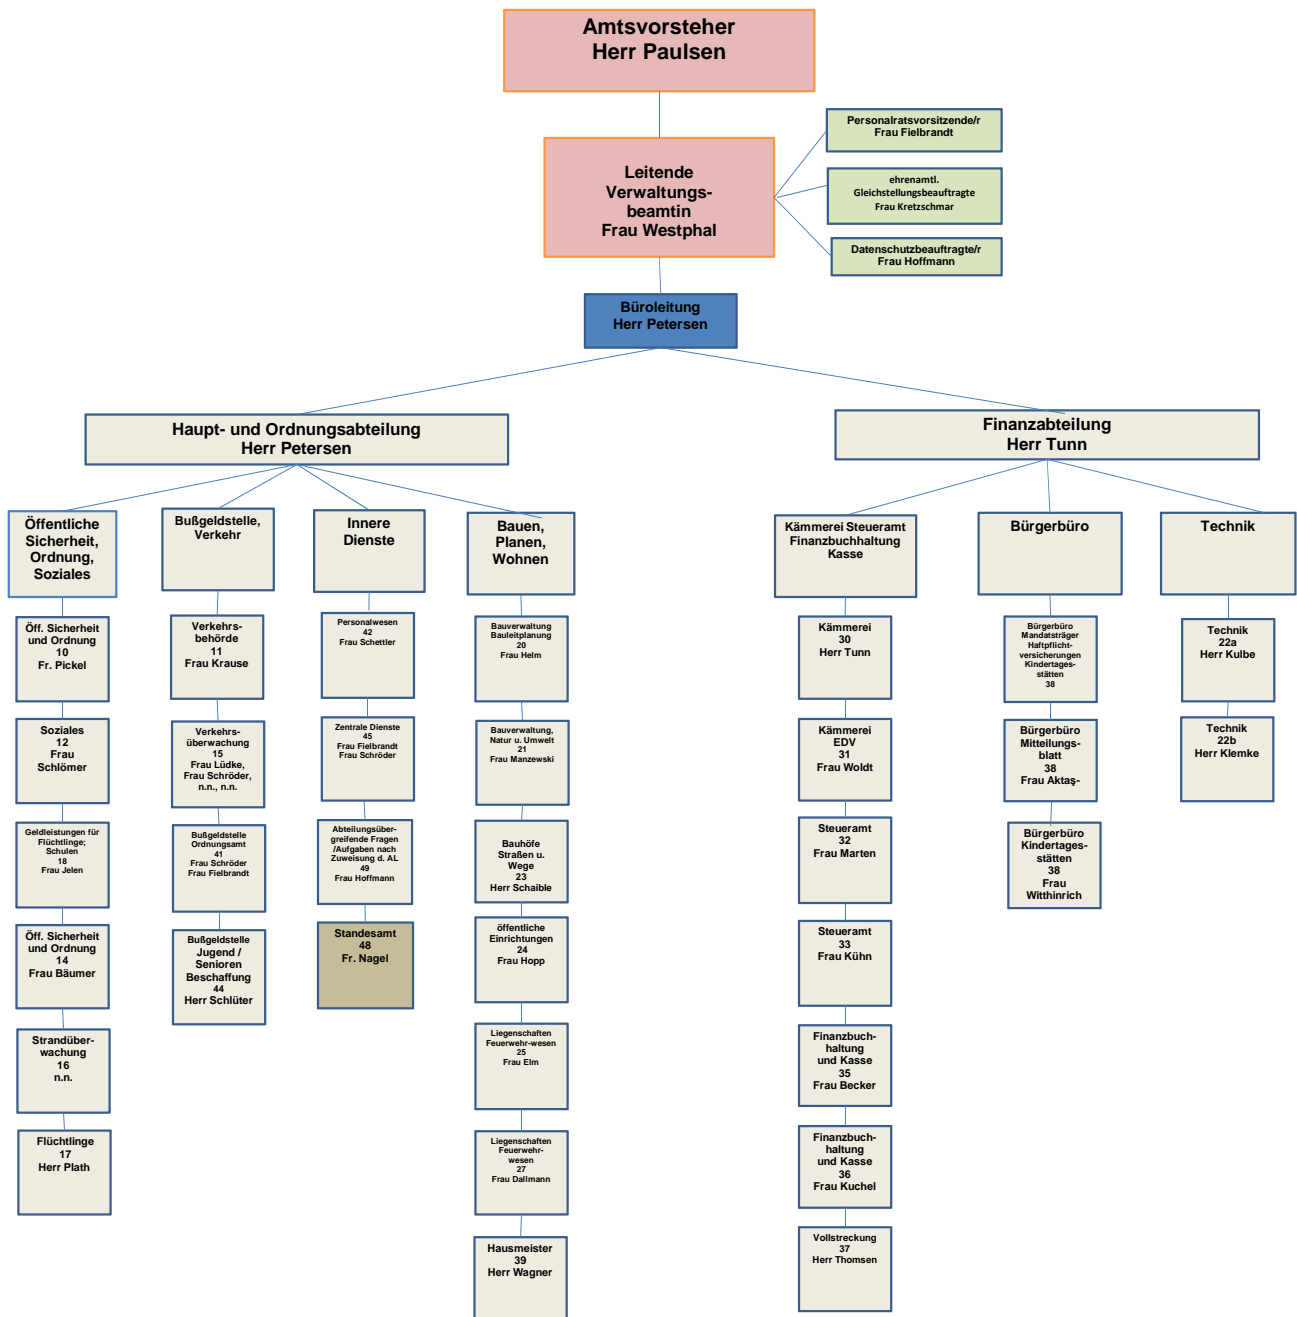 Amtsvorsteher
Herr Paulsen
Leitende
Verwaltungs-
beamtin
Frau Westphal
Personalratsvorsitzende/r
Frau Fielbrandt
ehrenamtl.
Gleichstellungsbeauftragte
Frau Kretzschmar
Datenschutzbeauftragte/r
Frau Hoffmann
Büroleitung
Herr Petersen
Haupt- und Ordnungsabteilung
Herr Petersen
Finanzabteilung
Herr Tunn
Öffentliche
Sicherheit,
Ordnung,
Soziales
Öff. Sicherheit
und Ordnung
10
Fr. Pickel
Soziales
12
Frau
Schlömer
Geldleistungen für
Flüchtlinge;
Schulen
18
Frau Jelen
Öff. Sicherheit
und Ordnung
14
Frau Bäumer
Strandüber-
wachung
16
n.n.
Flüchtlinge
17
Herr Plath
Bußgeldstelle,
Verkehr
Verkehrs-
behörde
11
Frau Krause
Verkehrs-
überwachung
15
Frau Lüdke,
Frau Schröder,
n.n., n.n.
Bußgeldstelle
Ordnungsamt
41
Frau Schröder
Frau Fielbrandt
Bußgeldstelle
Jugend /
Senioren
Beschaffung
44
Herr Schlüter
Innere
Dienste
Personalwesen
42
Frau Schettler
Zentrale Dienste
45
Frau Fielbrandt
Frau Schröder
Abteilungsüber-
greifende Fragen
/Aufgaben nach
Zuweisung d. AL
49
Frau Hoffmann
Standesamt
48
Fr. Nagel
Bauen,
Planen,
Wohnen
Bauverwaltung
Bauleitplanung
20
Frau Helm
Bauverwaltung,
Natur u. Umwelt
21
Frau Manzewski
Bauhöfe
Straßen u.
Wege
23
Herr Schaible
öffentliche
Einrichtungen
24
Frau Hopp
Liegenschaften
Feuerwehr-wesen
25
Frau Elm
Liegenschaften
Feuerwehr-
wesen
27
Frau Dallmann
Hausmeister
39
Herr Wagner
Kämmerei Steueramt
Finanzbuchhaltung
Kasse
Kämmerei
30
Herr Tunn
Kämmerei
EDV
31
Frau Woldt
Steueramt
32
Frau Marten
Steueramt
33
Frau Kühn
Finanzbuch-
haltung
und Kasse
35
Frau Becker
Finanzbuch-
haltung
und Kasse
36
Frau Kuchel
Vollstreckung
37
Herr Thomsen
Bürgerbüro
Bürgerbüro
Mandatsträger
Haftpflicht-
versicherungen
Kindertages-
stätten
38
Bürgerbüro
Mitteilungs-
blatt
38
Frau Aktaş-
Bürgerbüro
Kindertages-
stätten
38
Frau
Witthinrich
Technik
Technik
22a
Herr Kulbe
Technik
22b
Herr Klemke